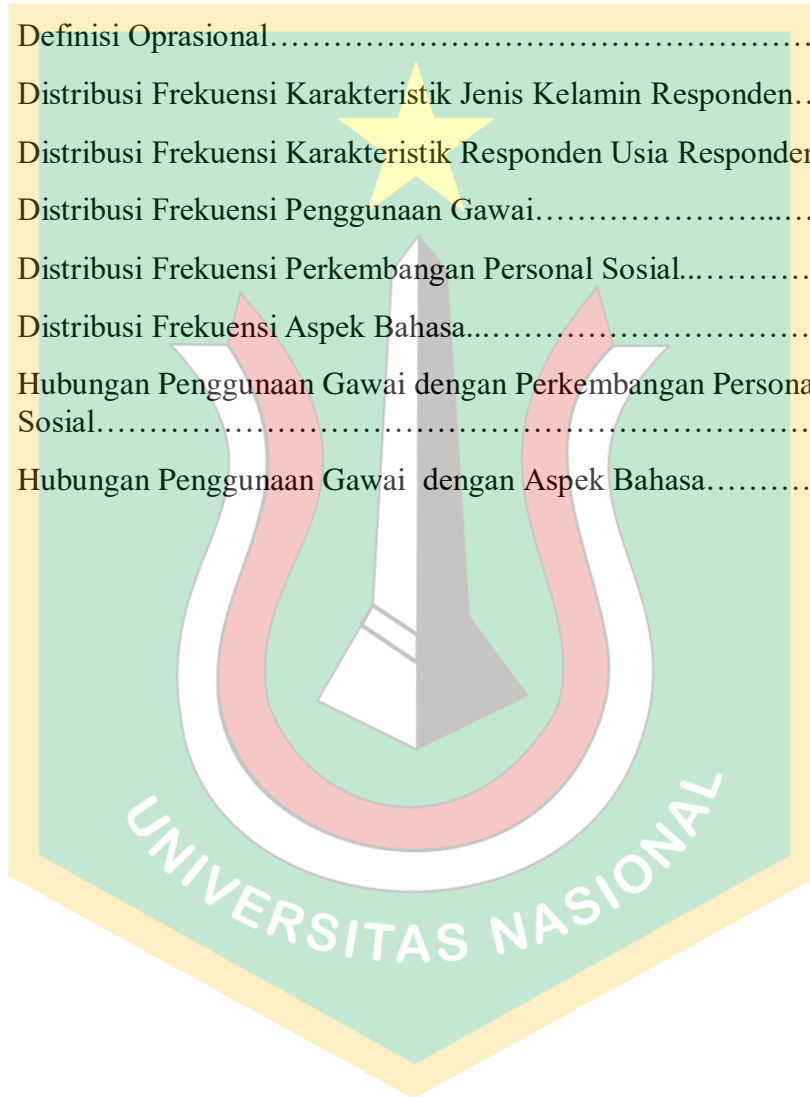 Definisi Oprasional……………………………………………
Distribusi Frekuensi Karakteristik Jenis Kelamin Responden…
Distribusi Frekuensi Karakteristik Responden Usia Responden
Distribusi Frekuensi Penggunaan Gawai…………………...…
Distribusi Frekuensi Perkembangan Personal Sosial...…………
Distribusi Frekuensi Aspek Bahasa...……………………………
Hubungan Penggunaan Gawai dengan Perkembangan Persona
Sosial……………………………………………………………
Hubungan Penggunaan Gawai  dengan Aspek Bahasa…………
UNIVERSITAS NASIONAL